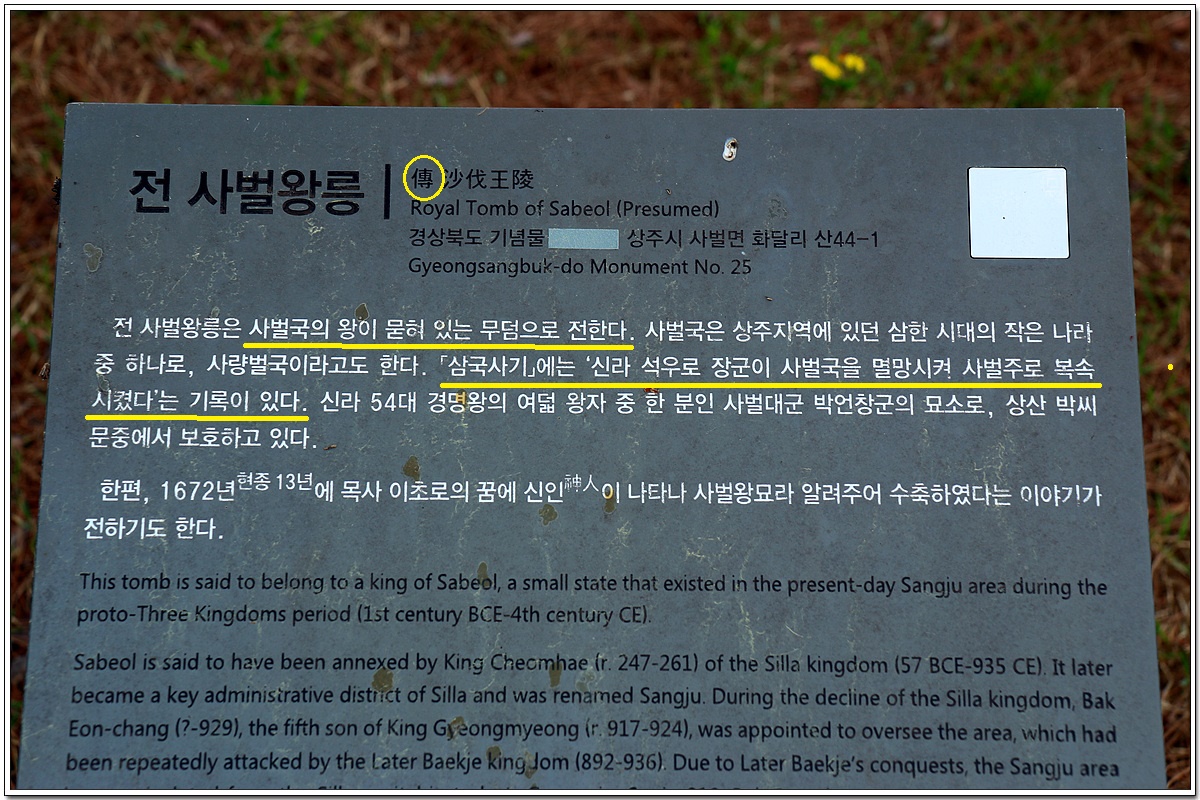 전 사벌왕릉
傳 沙伐王陵
Royal Tomb of Sabeol (Presumed)
경상북도 기념물 상주시 사벌면 화달리 산44-1
Gyeongsangbuk-do Monument No. 25
전 사벌왕릉은 사벌국의 왕이 묻혀 있는 무덤으로 전한다. 사벌국은 상주지역에 있던 삼한 시대의 작은 나라
중 하나로, 사량벌국이라고도 한다. 「삼국사기」에는 ‘신라 석우로 장군이 사벌국을 멸망시켜 사벌주로 복속
시켰다’는 기록이 있다. 신라 54대 경명왕의 여덟 왕자 중 한 분인 사벌대군 박언창군의 묘소로, 상산 박씨
문중에서 보호하고 있다.
한편, 1672년현종 13년에 목사 이초로의 꿈에 신인神人이 나타나 사벌왕묘라 알려주어 수축하였다는 이야기가
전하기도 한다.
This tomb is said to belong to a king of Sabeol, a small state that existed in the present-day Sangju area during the
proto-Three Kingdoms period (1st century BCE-4th century CE).
Sabeol is said to have been annexed by King Cheomhae (r. 247-261) of the Silla kingdom (57 BCE-935 CE). It later
became a key administrative district of Silla and was renamed Sangju. During the decline of the Silla kingdom, Bak
Eon-chang (?-929), the fifth son of King Gyeongmyeong (r. 917-924), was appointed to oversee the area, which had
been repeatedly attacked by the Later Baekje king Jom (892-936). Due to Later Baekje's conquests, the Sangju area